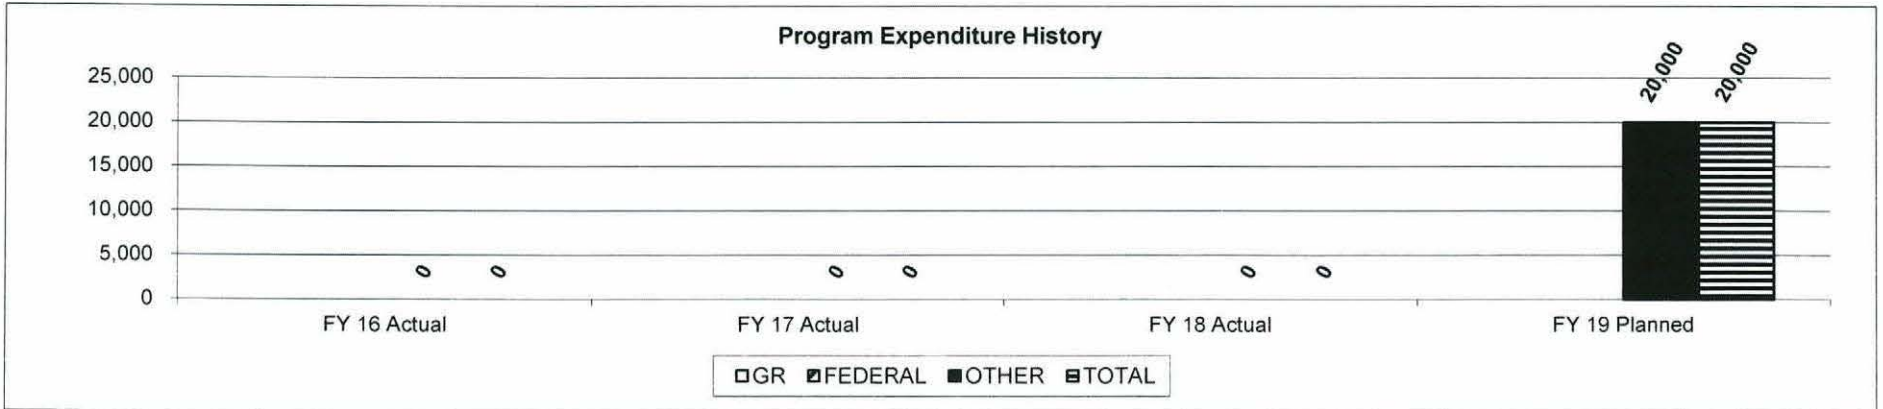 Program Expenditure History
25,000
20,000
15,000
10,000
5,000
0
0 0 0 0 0 0 20,000 20,000
FY 16 Actual FY 17 Actual FY 18 Actual FY 19 Planned
GR FEDERAL OTHER TOTAL